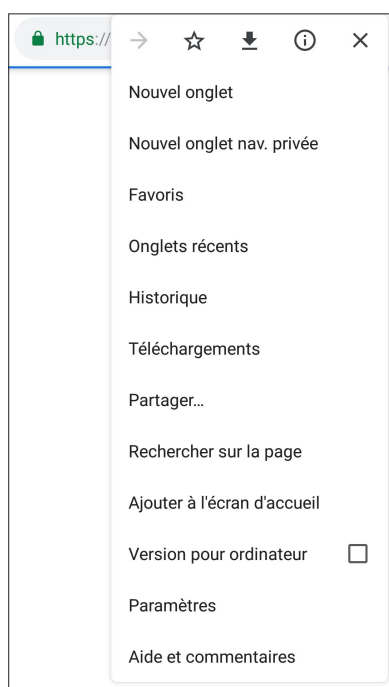 https://
Nouvel onglet
Nouvel onglet nav. privée
Favoris
Onglets récents
Historique
Téléchargements
Partager...
Rechercher sur la page
Ajouter à l'écran d'accueil
Version pour ordinateur
Paramètres
Aide et commentaires